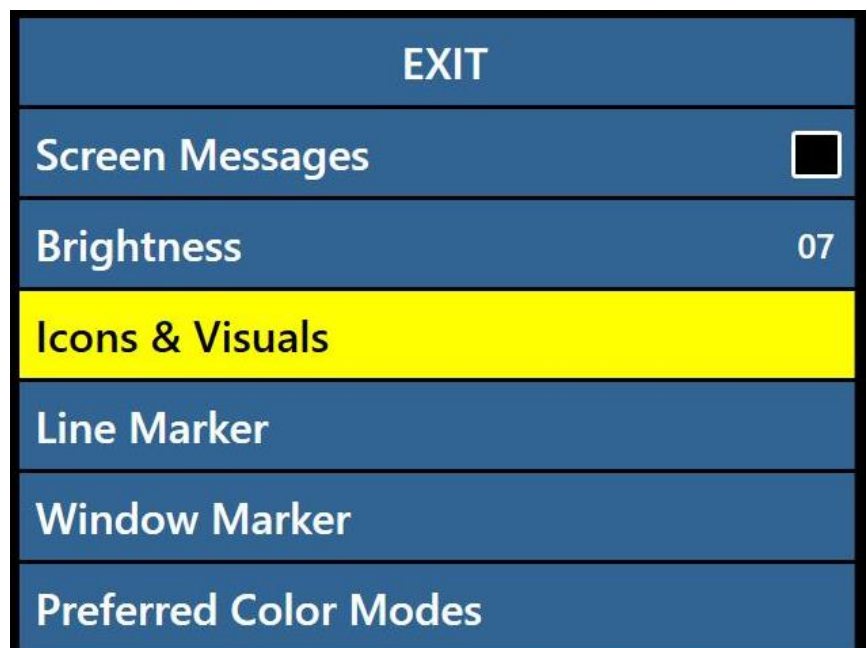 EXIT
Screen Messages
Brightness 07
Icons & Visuals
Line Marker
Window Marker
Preferred Color Modes